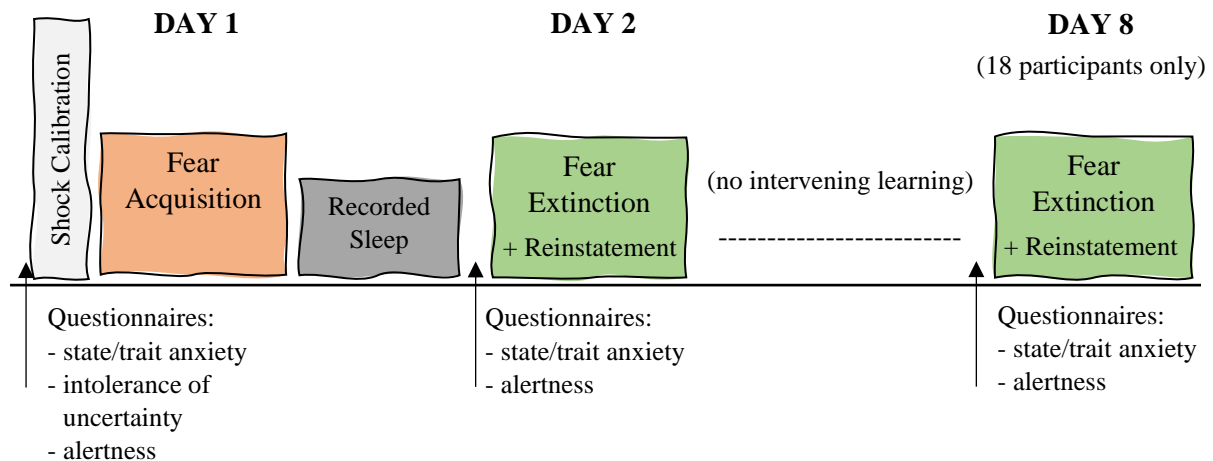 DAY 1
DAY 2
DAY 8
(18 participants only)
Shock Calibration
Fear
Acquisition
Recorded
Sleep
Fear
Extinction
+ Reinstatement
(no intervening learning)
Fear
Extinction
+ Reinstatement
Questionnaires:
- state/trait anxiety
- intolerance of
uncertainty
- alertness
Questionnaires:
- state/trait anxiety
- alertness
Questionnaires:
- state/trait anxiety
- alertness